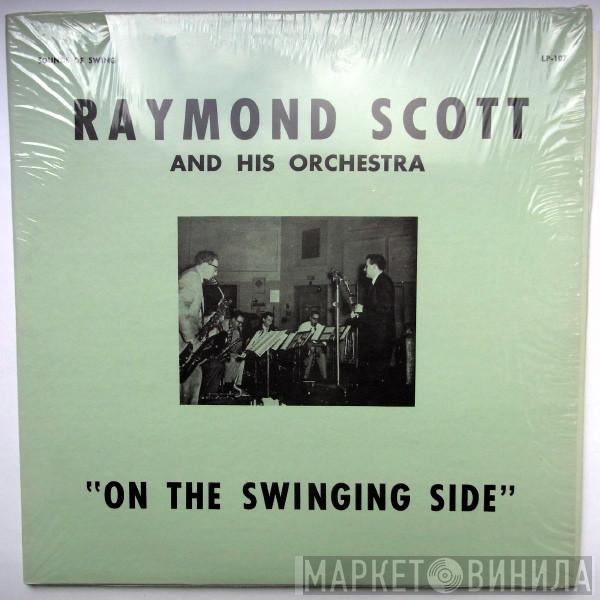 SOUNDS OF SWING
LP-107
RAYMOND SCOTT
AND HIS ORCHESTRA
"ON THE SWINGING SIDE"
МАРКЕТ ВИНИЛА